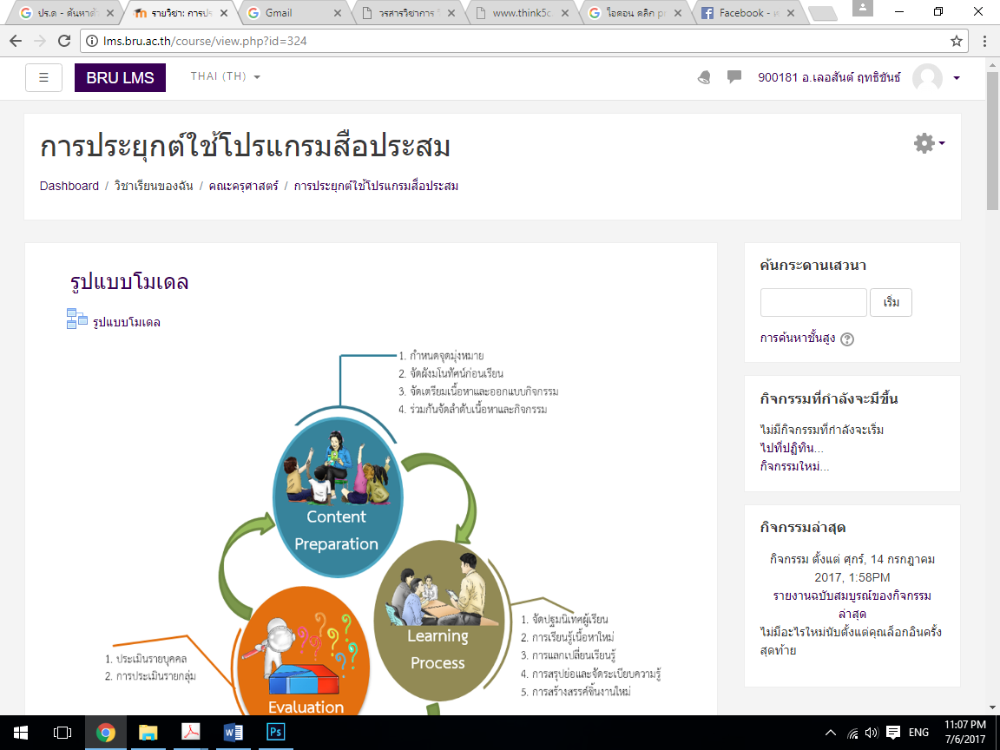 ปร.ด - ค้นหาด้ว
รายวิชา: การปร
Gmail
วารสารวิชาการ
www.think5c.
ไอคอน คลิก p
Facebook - 
lms.bru.ac.th/course/view.php?id=324
BRU LMS
THAI (TH)
900181 อ.เลอสันต์ ฤทธิขันธ์
การประยุกต์ใช้โปรแกรมสื่อประสม
Dashboard / วิชาเรียนของฉัน / คณะครุศาสตร์ / การประยุกต์ใช้โปรแกรมสื่อประสม
รูปแบบโมเดล
รูปแบบโมเดล
1. กำหนดจุดมุ่งหมาย
2. จัดผังมโนทัศน์ก่อนเรียน
3. จัดเตรียมเนื้อหาและออกแบบกิจกรรม
4. ร่วมกันจัดลำดับเนื้อหาและกิจกรรม
Content
Preparation
Learning
Process
1. จัดปฐมนิเทศผู้เรียน
2. การเรียนรู้เนื้อหาใหม่
3. การแลกเปลี่ยนเรียนรู้
4. การสรุปย่อและจัดระเบียบความรู้
5. การสร้างสรรค์ชิ้นงานใหม่
1. ประเมินรายบุคคล
2. การประเมินรายกลุ่ม
Evaluation
ค้นกระดานเสวนา
เริ่ม
การค้นหาชั้นสูง
กิจกรรมที่กำลังจะมีขึ้น
ไม่มีกิจกรรมที่กำลังจะเริ่ม
ไปที่ปฏิทิน...
กิจกรรมใหม่...
กิจกรรมล่าสุด
กิจกรรม ตั้งแต่ ศุกร์, 14 กรกฎาคม
2017, 1:58PM
รายงานฉบับสมบูรณ์ของกิจกรรม
ล่าสุด
ไม่มีอะไรใหม่นับตั้งแต่คุณล็อกอินครั้ง
สุดท้าย
ENG
11:07 PM
7/6/2017